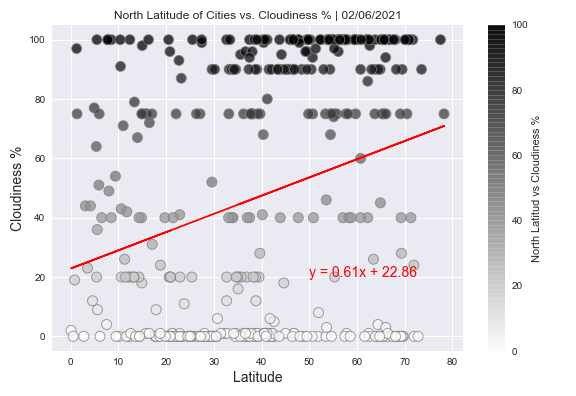 North Latitude of Cities vs. Cloudiness % | 02/06/2021
100
80
60
40
20
0
Cloudiness %
0 10 20 30 40 50 60 70 80
Latitude
y = 0.61x + 22.86
100
80
60
40
20
0
North Latitud vs Cloudiness %